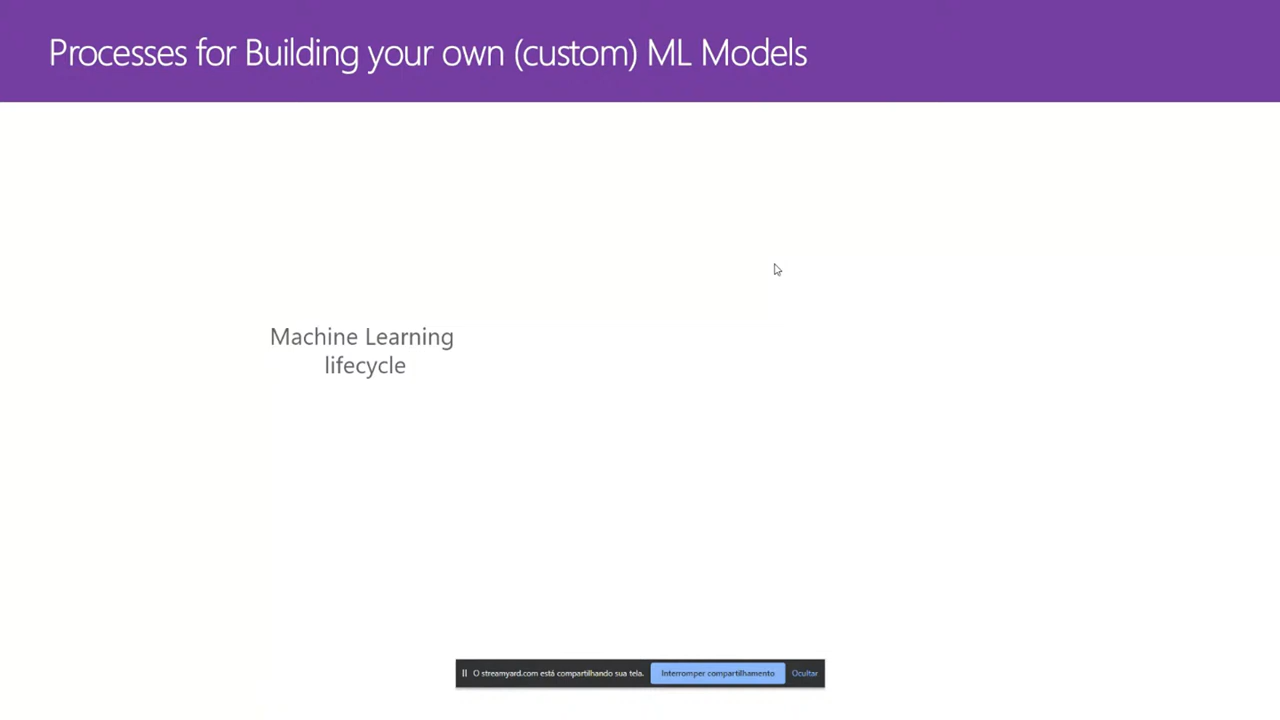 Processes for Building your own (custom) ML Models
Machine Learning
lifecycle
O streamyard.com está compartilhando sua tela. Interromper compartilhamento Ocultar